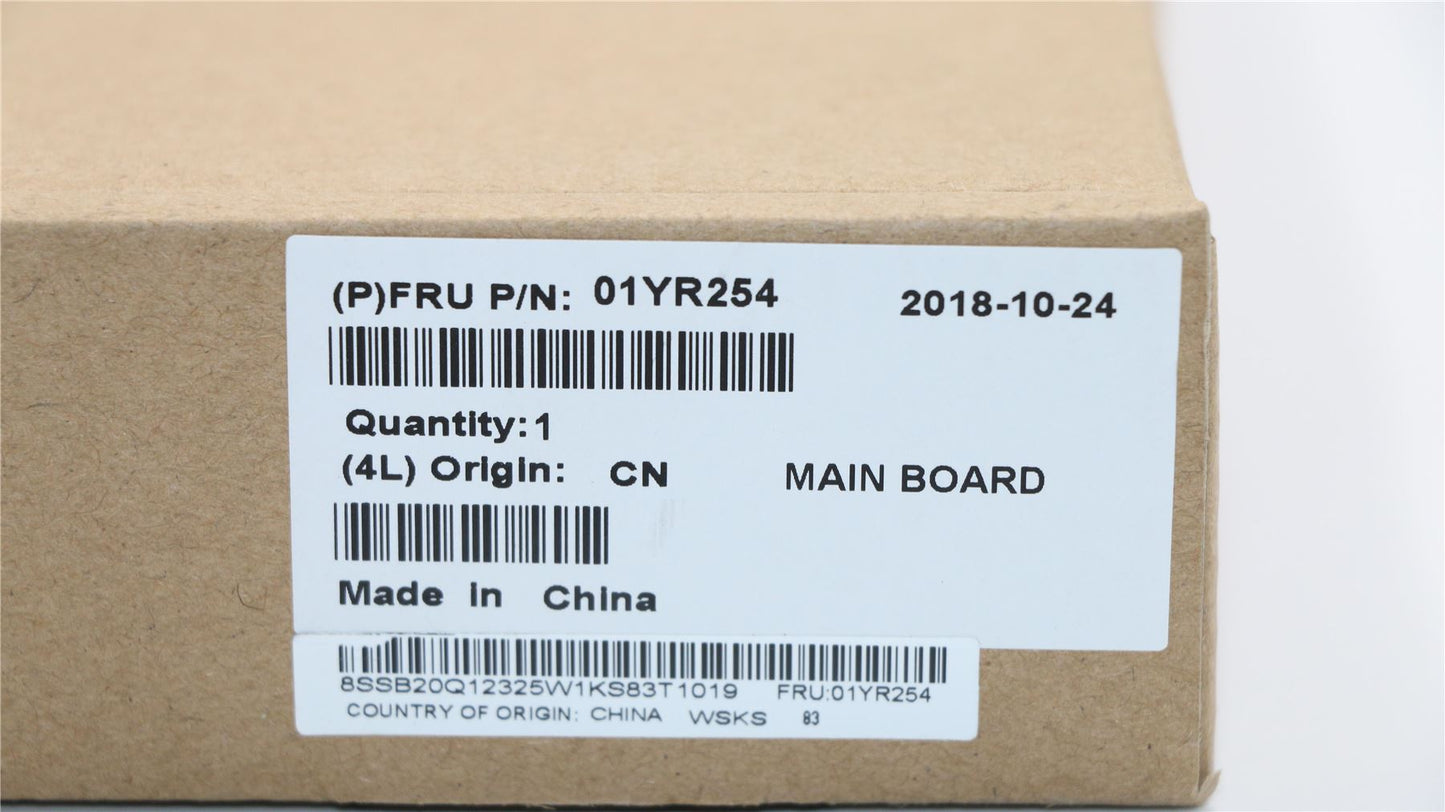 (P)FRU P/N: 01YR254 2018-10-24
Quantity:1
(4L) Origin: CN MAIN BOARD
Made in China
8SSB20Q12325W1KS83T1019 FRU:01YR254
COUNTRY OF ORIGIN: CHINA WSKS 83